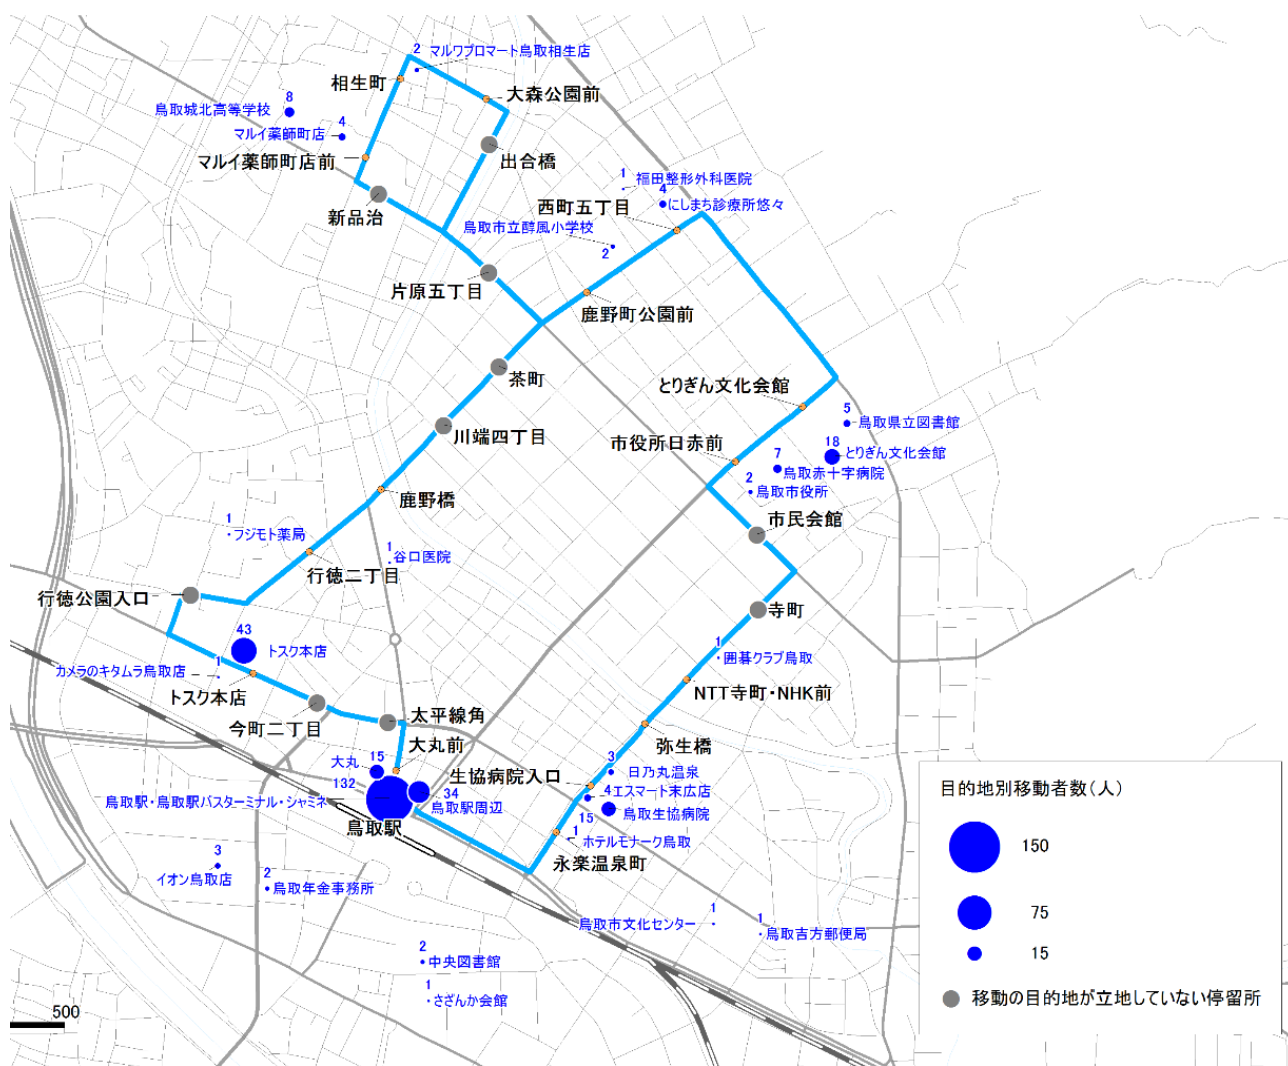 2
マルワプロマート鳥取相生店
相生町
大森公園前
8
鳥取城北高等学校
4
マルイ薬師町店
マルイ薬師町店前
出合橋
1
福田整形外科医院
4
にしまち診療所悠々
新品治
西町五丁目
鳥取市立醇風小学校
2
片原五丁目
鹿野町公園前
茶町
とりぎん文化会館
5
鳥取県立図書館
川端四丁目
市役所日赤前
18
とりぎん文化会館
7
鳥取赤十字病院
2
鳥取市役所
鹿野橋
市民会館
1
フジモト薬局
1
谷口医院
行徳二丁目
行徳公園入口
寺町
43
トスク本店
1
囲碁クラブ鳥取
カメラのキタムラ鳥取店
1
トスク本店
NTT寺町・NHK前
今町二丁目
太平線角
弥生橋
大丸前
大丸
15
生協病院入口
3
日乃丸温泉
132
4
エスマート末広店
鳥取駅・鳥取駅バスターミナル・シャミネ
34
鳥取駅周辺
15
鳥取生協病院
鳥取駅
1
ホテルモナーク鳥取
永楽温泉町
3
イオン鳥取店
2
鳥取年金事務所
鳥取市文化センター
1
1
鳥取吉方郵便局
2
中央図書館
1
さざんか会館
500
目的地別移動者数(人)
150
75
15
移動の目的地が立地していない停留所